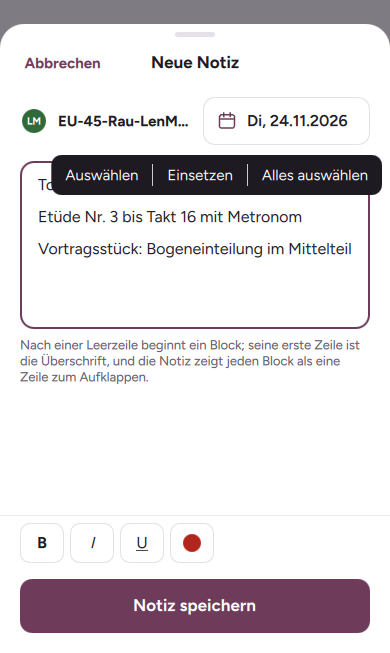 Abbrechen
Neue Notiz
LM
EU-45-Rau-LenM...
Di, 24.11.2026
Auswählen
Einsetzen
Alles auswählen
Etüde Nr. 3 bis Takt 16 mit Metronom
Vortragsstück: Bogeneinteilung im Mittelteil
Nach einer Leerzeile beginnt ein Block; seine erste Zeile ist
die Überschrift, und die Notiz zeigt jeden Block als eine
Zeile zum Aufklappen.
B
I
U
Notiz speichern